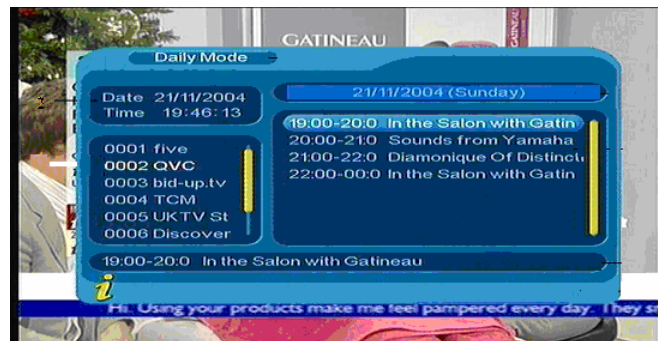 GATINEAU
Daily Mode
Date 21/11/2004
Time 19:46:13
21/11/2004 (Sunday)
19:00-20:0 In the Salon with Gatin
20:00-21:0 Sounds from Yamaha
21:00-22:0 Diamonique Of Distinct
22:00-00:0 In the Salon with Gatin
0001 five
0002 QVC
0003 bid-up.tv
0004 TCM
0005 UKTV St
0006 Discover
19:00-20:0 In the Salon with Gatineau
i
Hi. Using your products make me feel pampered every day. They